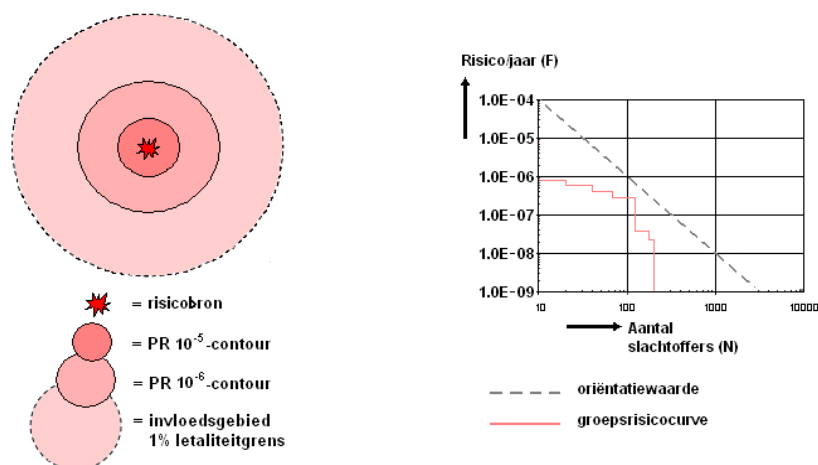 = risicobron
= PR 10⁻⁵-contour
= PR 10⁻⁶-contour
= invloedsgebied
1% letaliteitgrens
Risico/jaar (F)
1.0E-04
1.0E-05
1.0E-06
1.0E-07
1.0E-08
1.0E-09
10 100 1000 10000
Aantal
slachtoffers (N)
oriëntatiewaarde
groepsrisicocurve